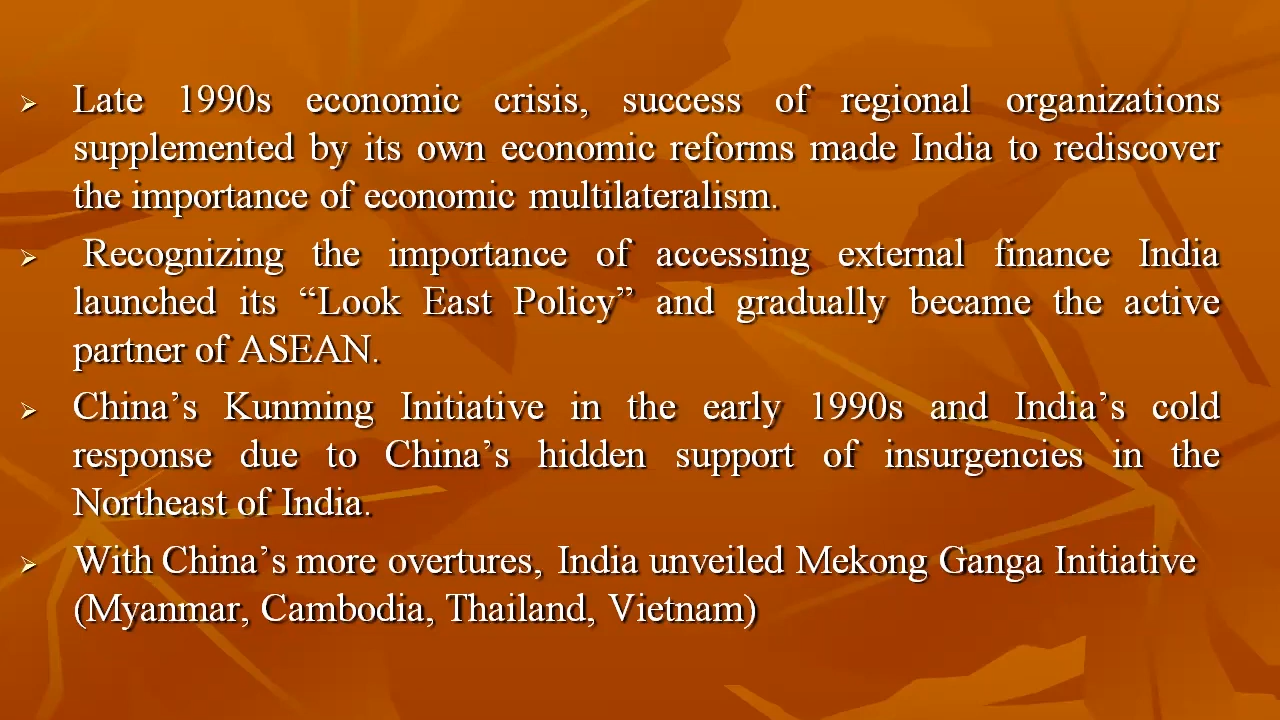 Late 1990s economic crisis, success of regional organizations
supplemented by its own economic reforms made India to rediscover
the importance of economic multilateralism.
Recognizing the importance of accessing external finance India
launched its “Look East Policy” and gradually became the active
partner of ASEAN.
China’s Kunming Initiative in the early 1990s and India’s cold
response due to China’s hidden support of insurgencies in the
Northeast of India.
With China’s more overtures, India unveiled Mekong Ganga Initiative
(Myanmar, Cambodia, Thailand, Vietnam)